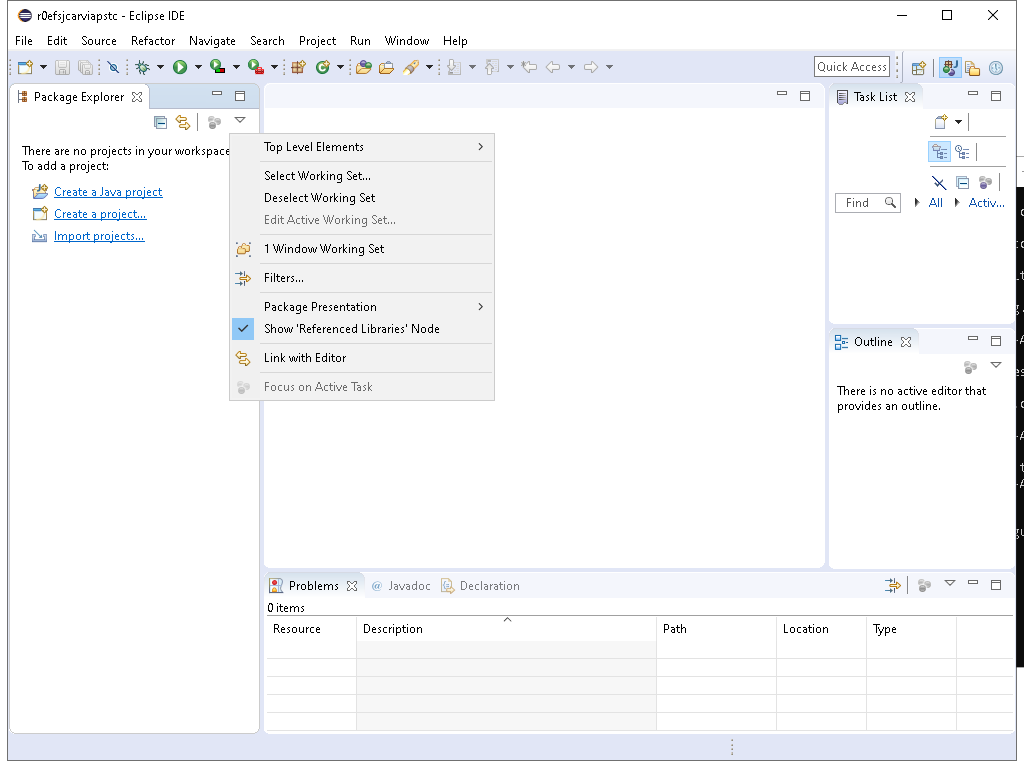 r0efsjcarviapstc - Eclipse IDE
File Edit Source Refactor Navigate Search Project Run Window Help
Quick Access
Package Explorer
Task List
There are no projects in your workspace
To add a project:
Create a Java project
Create a project...
Import projects...
Top Level Elements
Select Working Set...
Deselect Working Set
Edit Active Working Set...
1 Window Working Set
Filters...
Package Presentation
Show 'Referenced Libraries' Node
Link with Editor
Focus on Active Task
Find All Activ...
Outline
There is no active editor that
provides an outline.
Problems @ Javadoc Declaration
0 items
Resource Description Path Location Type